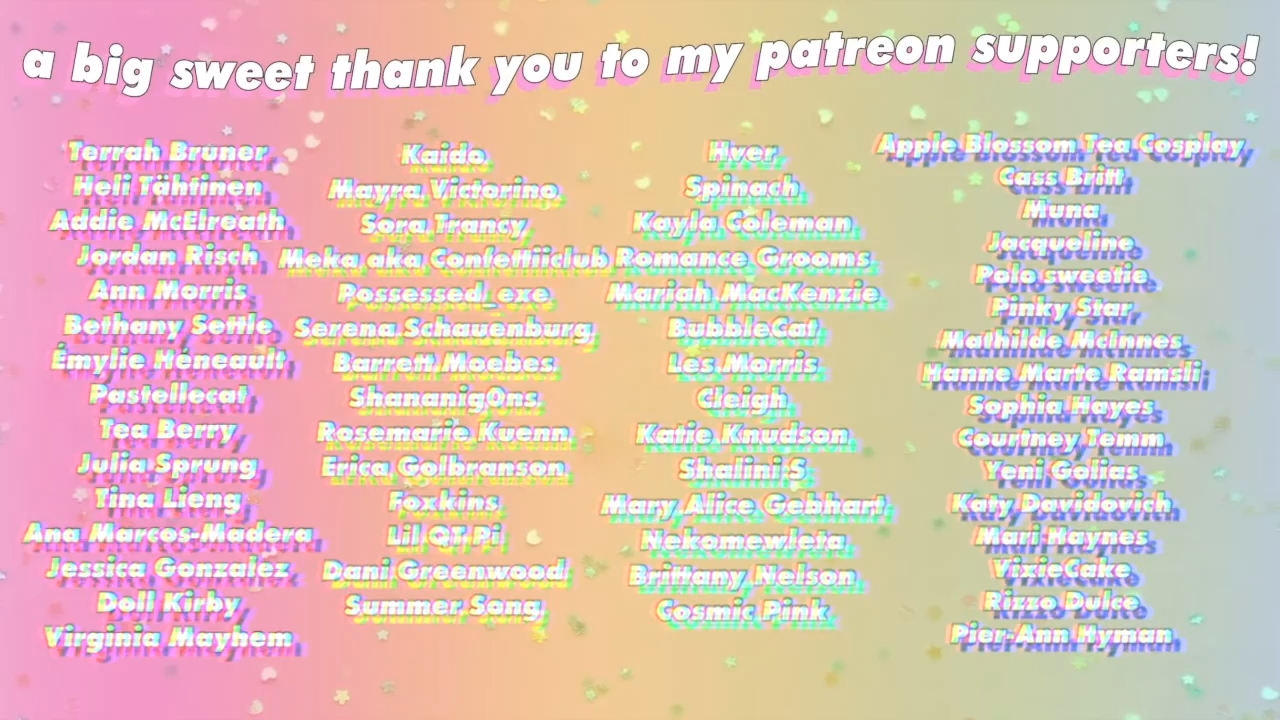 a big sweet thank you to my patreon supporters!
Terrah Bruner
Heli Tähtinen
Addie McElreath
Jordan Risch
Ann Morris
Bethany Settle
Émylie Héneault
Pastellecat
Tea Berry
Julia Sprung
Tina Lieng
Ana Marcos-Madera
Jessica Gonzalez
Doll Kirby
Virginia Mayhem
Kaido
Mayra Victorino
Sora Trancy
Meka aka Confettiiclub
Possessed_exe
Serena Schauenburg
Barrett Moebes
Shananig0ns
Rosemarie Kuenn
Erica Golbranson
Foxkins
Lil QT Pi
Dani Greenwood
Summer Song
Hver
Spinach
Kayla Coleman
Romance Grooms
Mariah MacKenzie
BubbleCat
Les Morris
Cleigh
Katie Knudson
Shalini S
Mary Alice Gebhart
Nekomewleta
Brittany Nelson
Cosmic Pink
Apple Blossom Tea Cosplay
Cass Britt
Muna
Jacqueline
Polo sweetie
Pinky Star
Mathilde McInnes
Hanne Marte Ramsli
Sophia Hayes
Courtney Temm
Yeni Golias
Katy Davidovich
Mari Haynes
VixieCake
Rizzo Dulce
Pier-Ann Hyman